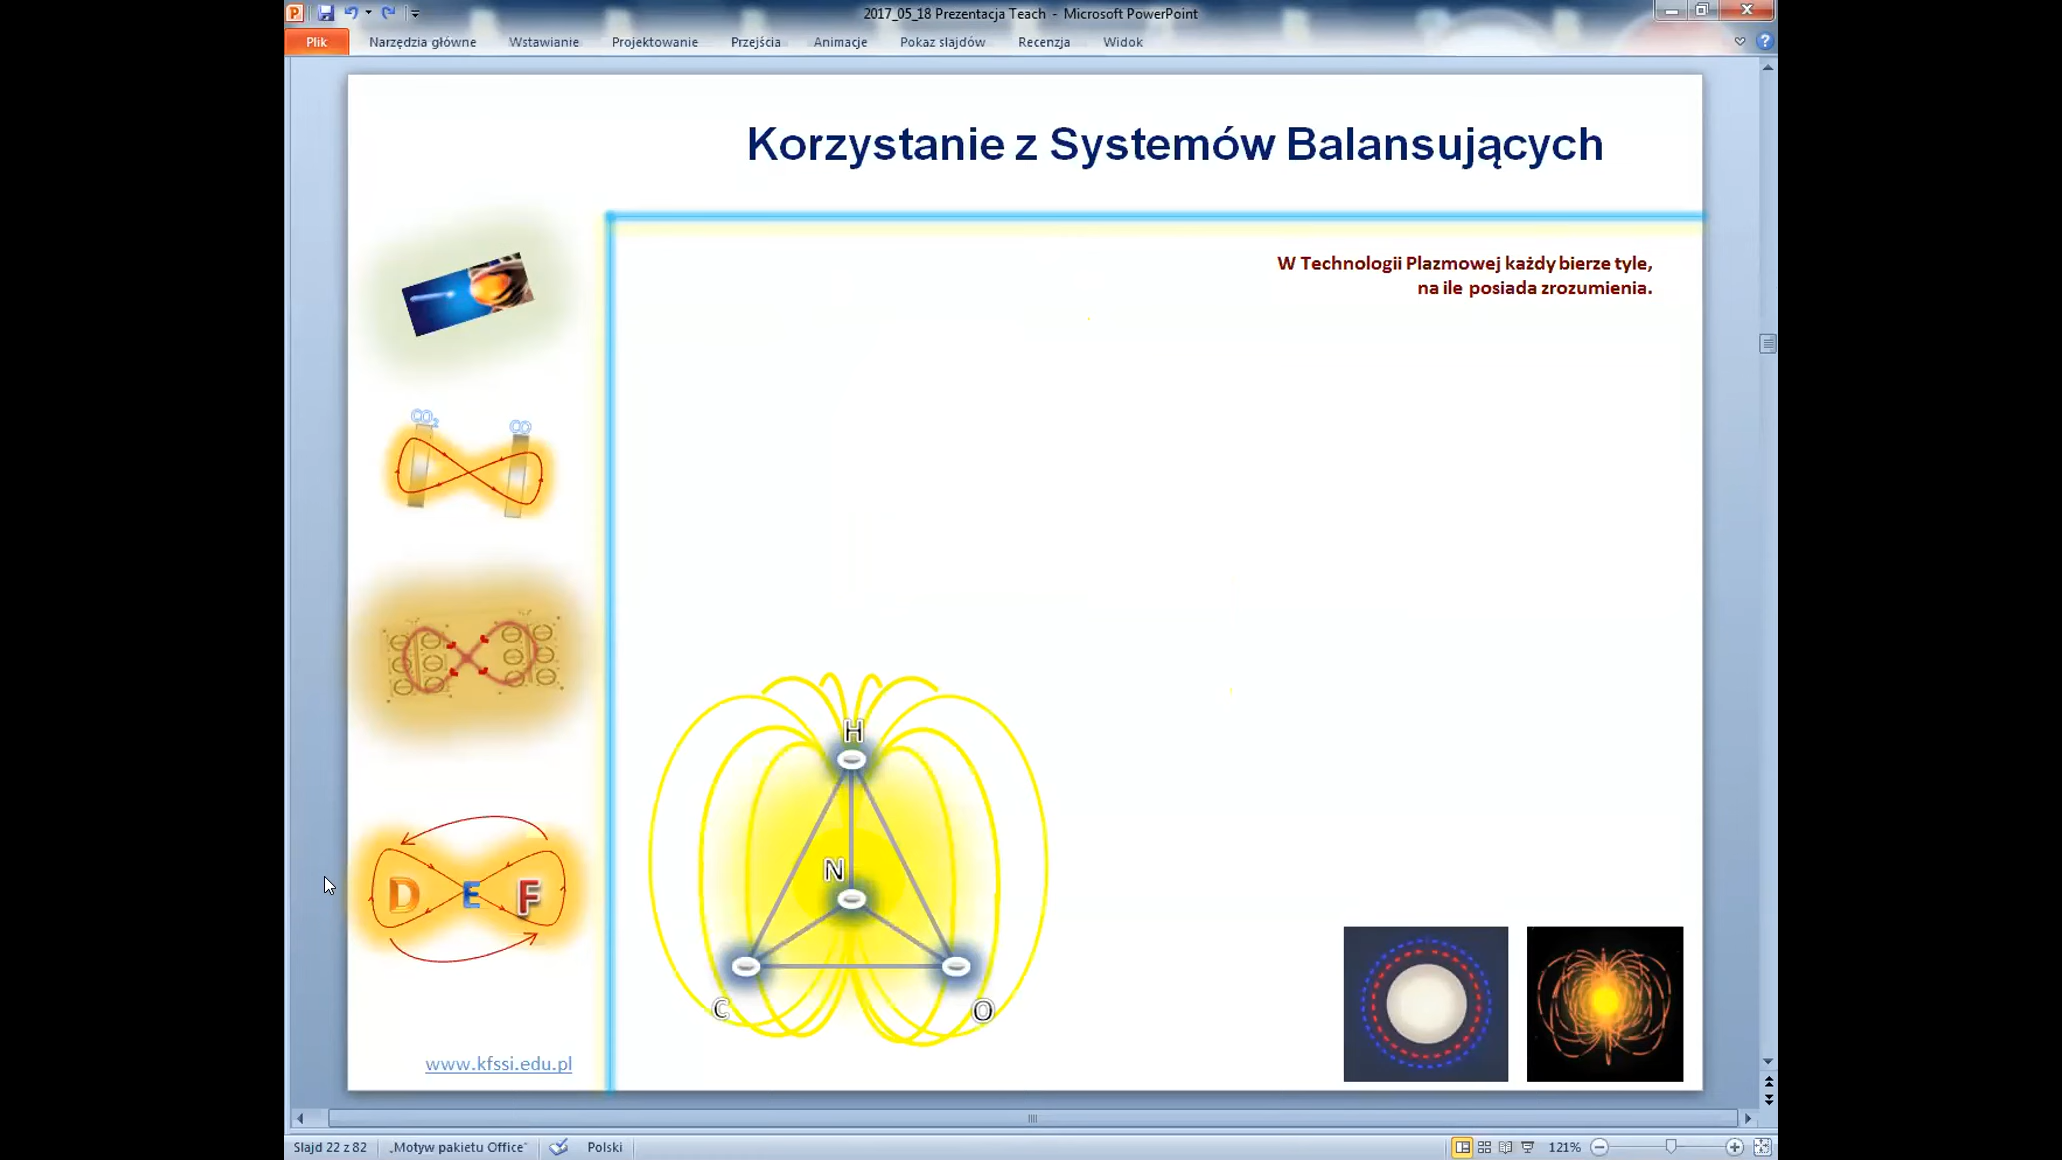 2017_05_18 Prezentacja Teach - Microsoft PowerPoint
Plik Narzędzia główne Wstawianie Projektowanie Przejścia Animacje Pokaz slajdów Recenzja Widok
Korzystanie z Systemów Balansujących
W Technologii Plazmowej każdy bierze tyle,
na ile posiada zrozumienia.
CO2 CO
H
N
D E F
C O
www.kfssi.edu.pl
Slajd 22 z 82 „Motyw pakietu Office" Polski 121%